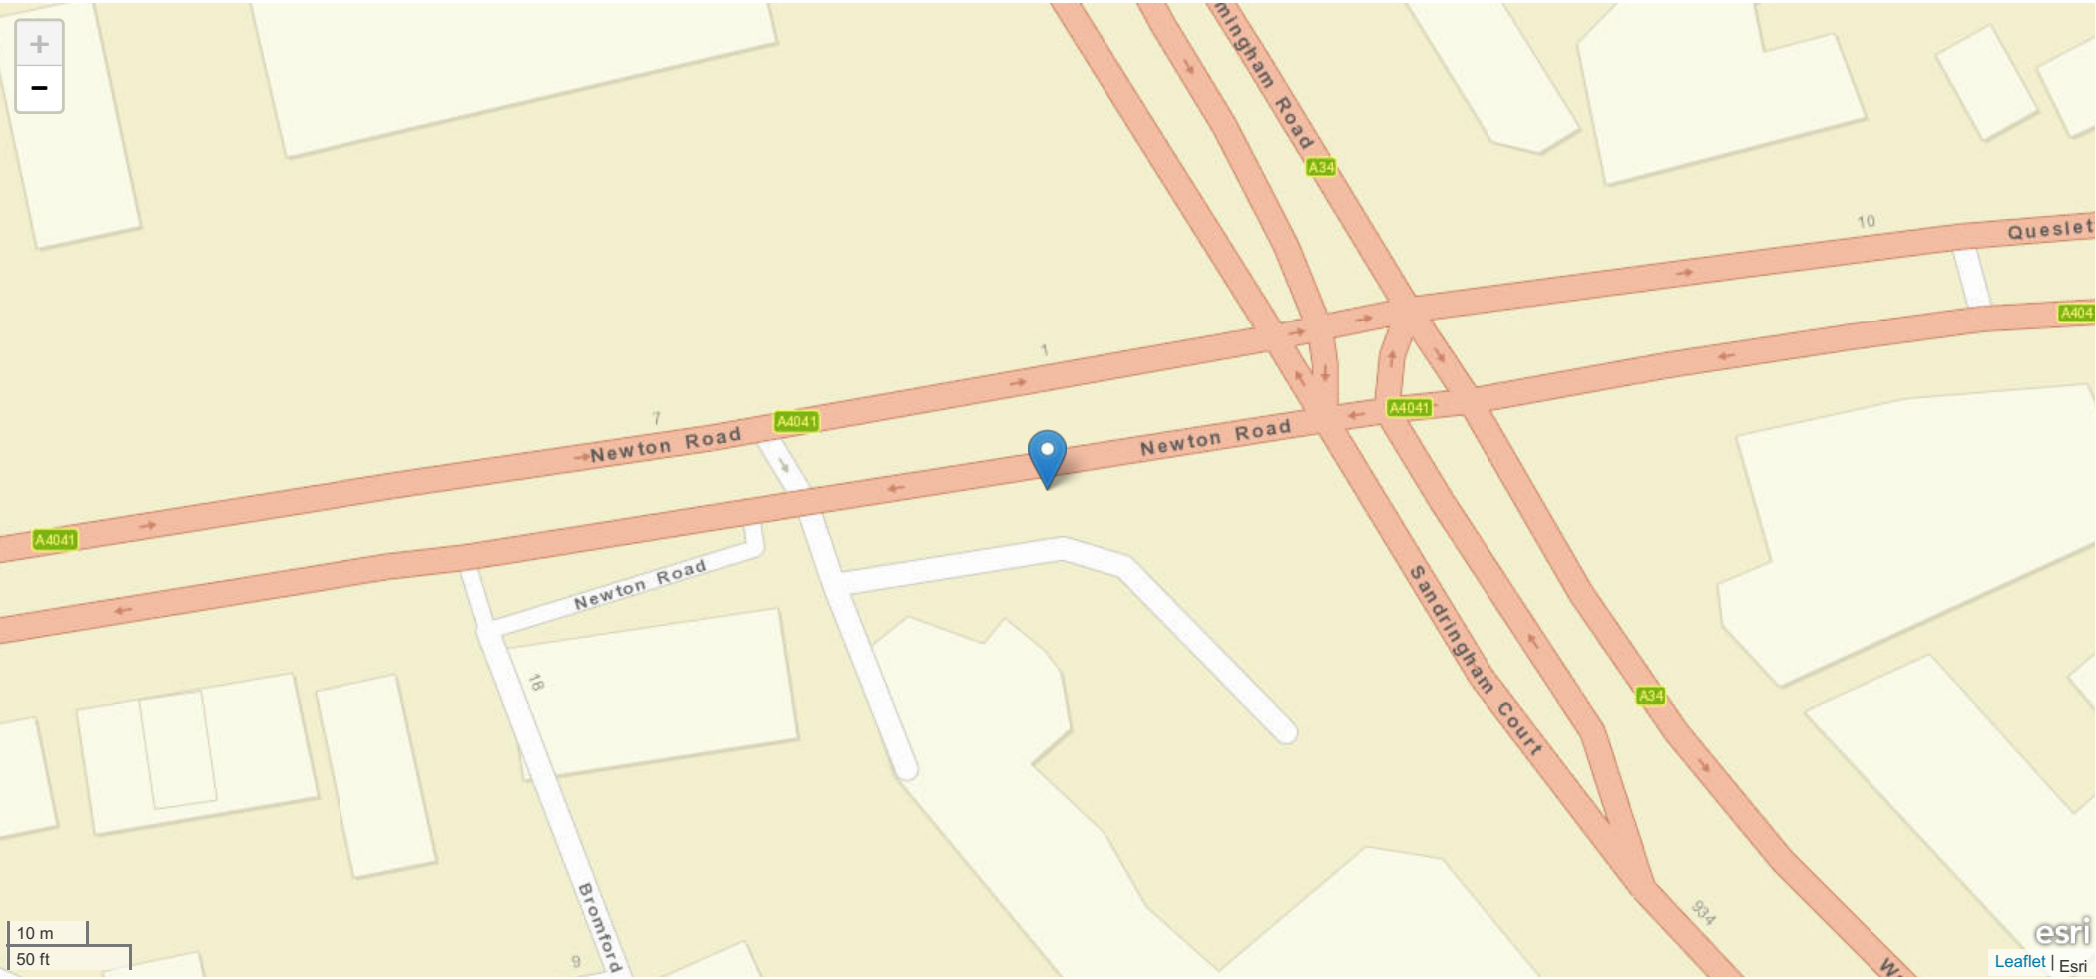 +
−
mingham Road
A34
10
Queslet
A404
1
7
A4041
Newton Road
Newton Road
A4041
A4041
Newton Road
Sandringham Court
18
A34
Bromford
934
9
10 m
50 ft
esri
Leaflet | Esri